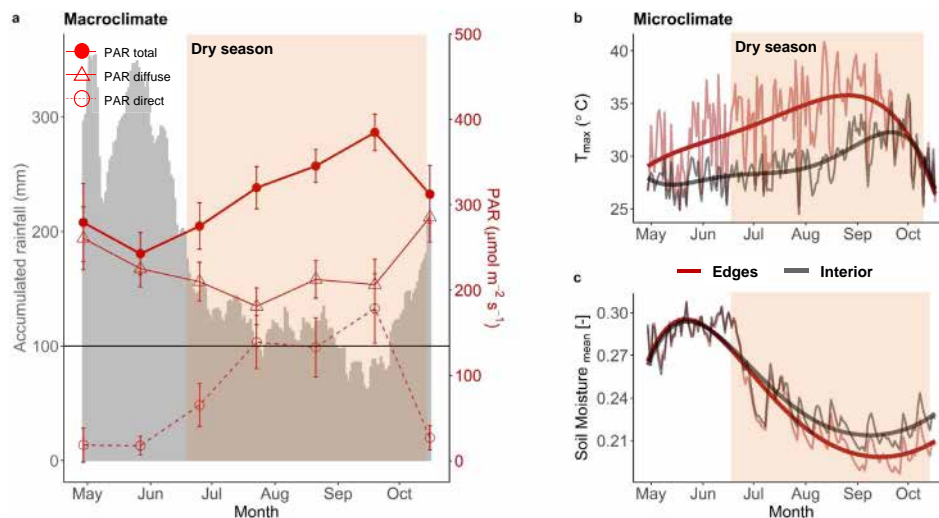 a
Macroclimate
Dry season
PAR total
PAR diffuse
PAR direct
Accumulated rainfall (mm)
300
200
100
0
500
400
300
200
100
0
PAR (μmol m⁻² s⁻¹)
May
Jun
Jul
Aug
Sep
Oct
Month
b
Microclimate
Dry season
Tmax (° C)
40
35
30
25
May
Jun
Jul
Aug
Sep
Oct
Edges
Interior
c
Soil Moisture mean [-]
0.30
0.27
0.24
0.21
May
Jun
Jul
Aug
Sep
Oct
Month